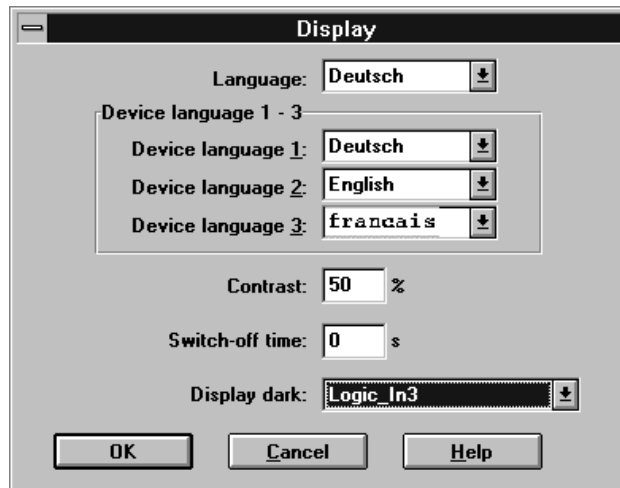 Display
Language: Deutsch
Device language 1 - 3
Device language 1: Deutsch
Device language 2: English
Device language 3: francais
Contrast: 50 %
Switch-off time: 0 s
Display dark: Logic_In3
OK Cancel Help